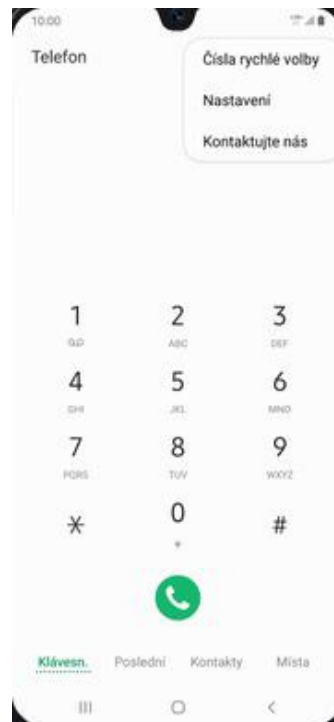 10:00
Telefon
Čísla rychlé volby
Nastavení
Kontaktujte nás
1 2 3
ABC DEF
4 5 6
GHI JKL MNO
7 8 9
PQRS TUV WXYZ
* 0 #
+
Klávesn. Poslední Kontakty Místa